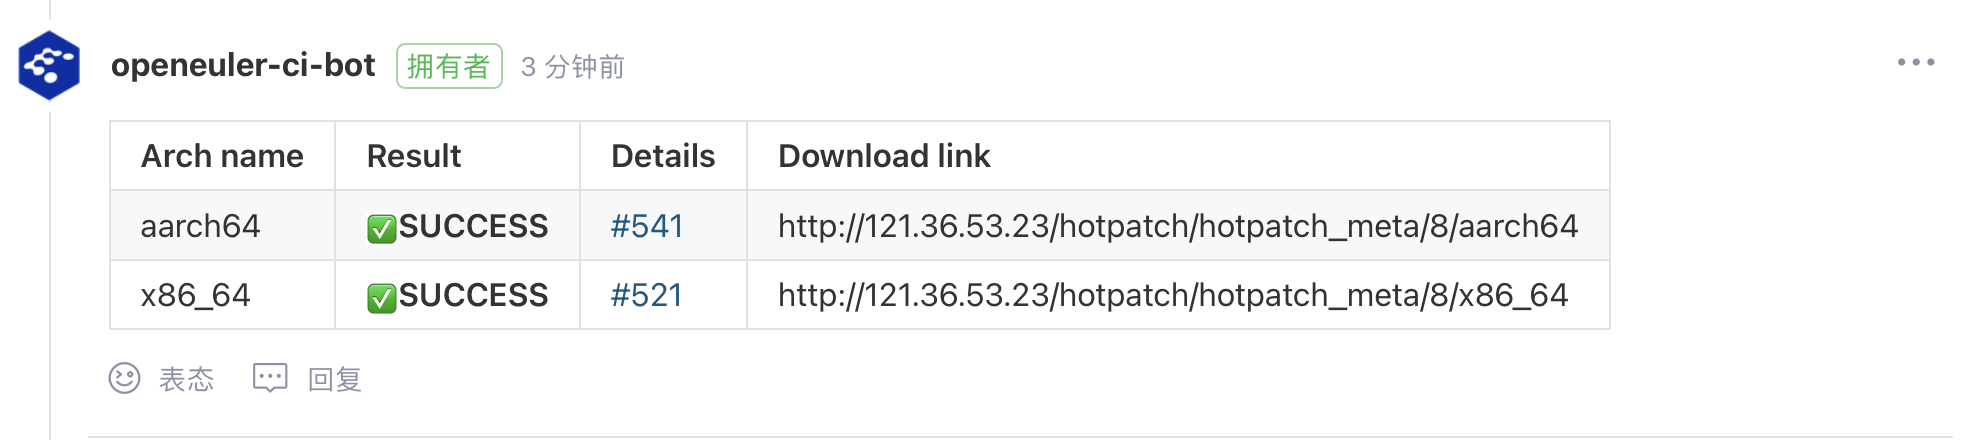 openeuler-ci-bot 拥有者 3 分钟前
Arch name Result Details Download link
aarch64 ✅SUCCESS #541 http://121.36.53.23/hotpatch/hotpatch_meta/8/aarch64
x86_64 ✅SUCCESS #521 http://121.36.53.23/hotpatch/hotpatch_meta/8/x86_64
表态 回复